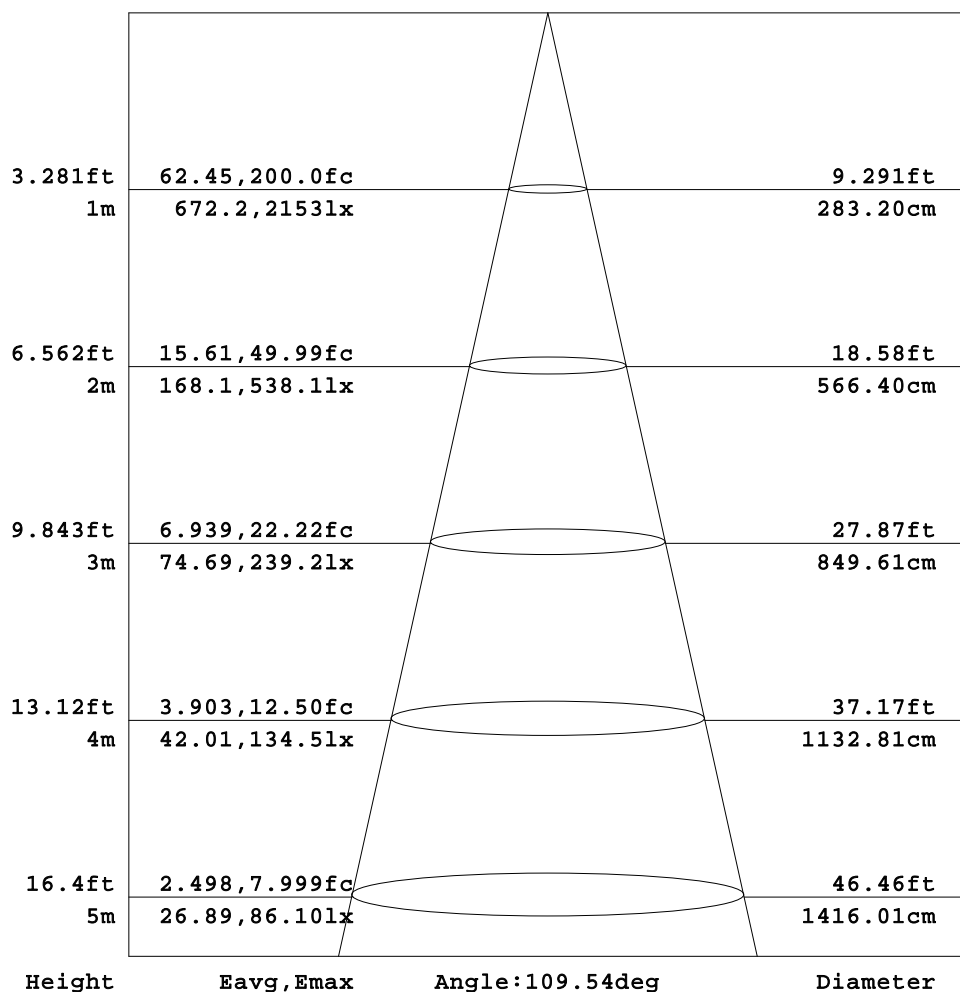 3.281ft 62.45,200.0fc 9.291ft
1m 672.2,2153lx 283.20cm
6.562ft 15.61,49.99fc 18.58ft
2m 168.1,538.1lx 566.40cm
9.843ft 6.939,22.22fc 27.87ft
3m 74.69,239.2lx 849.61cm
13.12ft 3.903,12.50fc 37.17ft
4m 42.01,134.5lx 1132.81cm
16.4ft 2.498,7.999fc 46.46ft
5m 26.89,86.10lx 1416.01cm
Height Eavg,Emax Angle:109.54deg Diameter